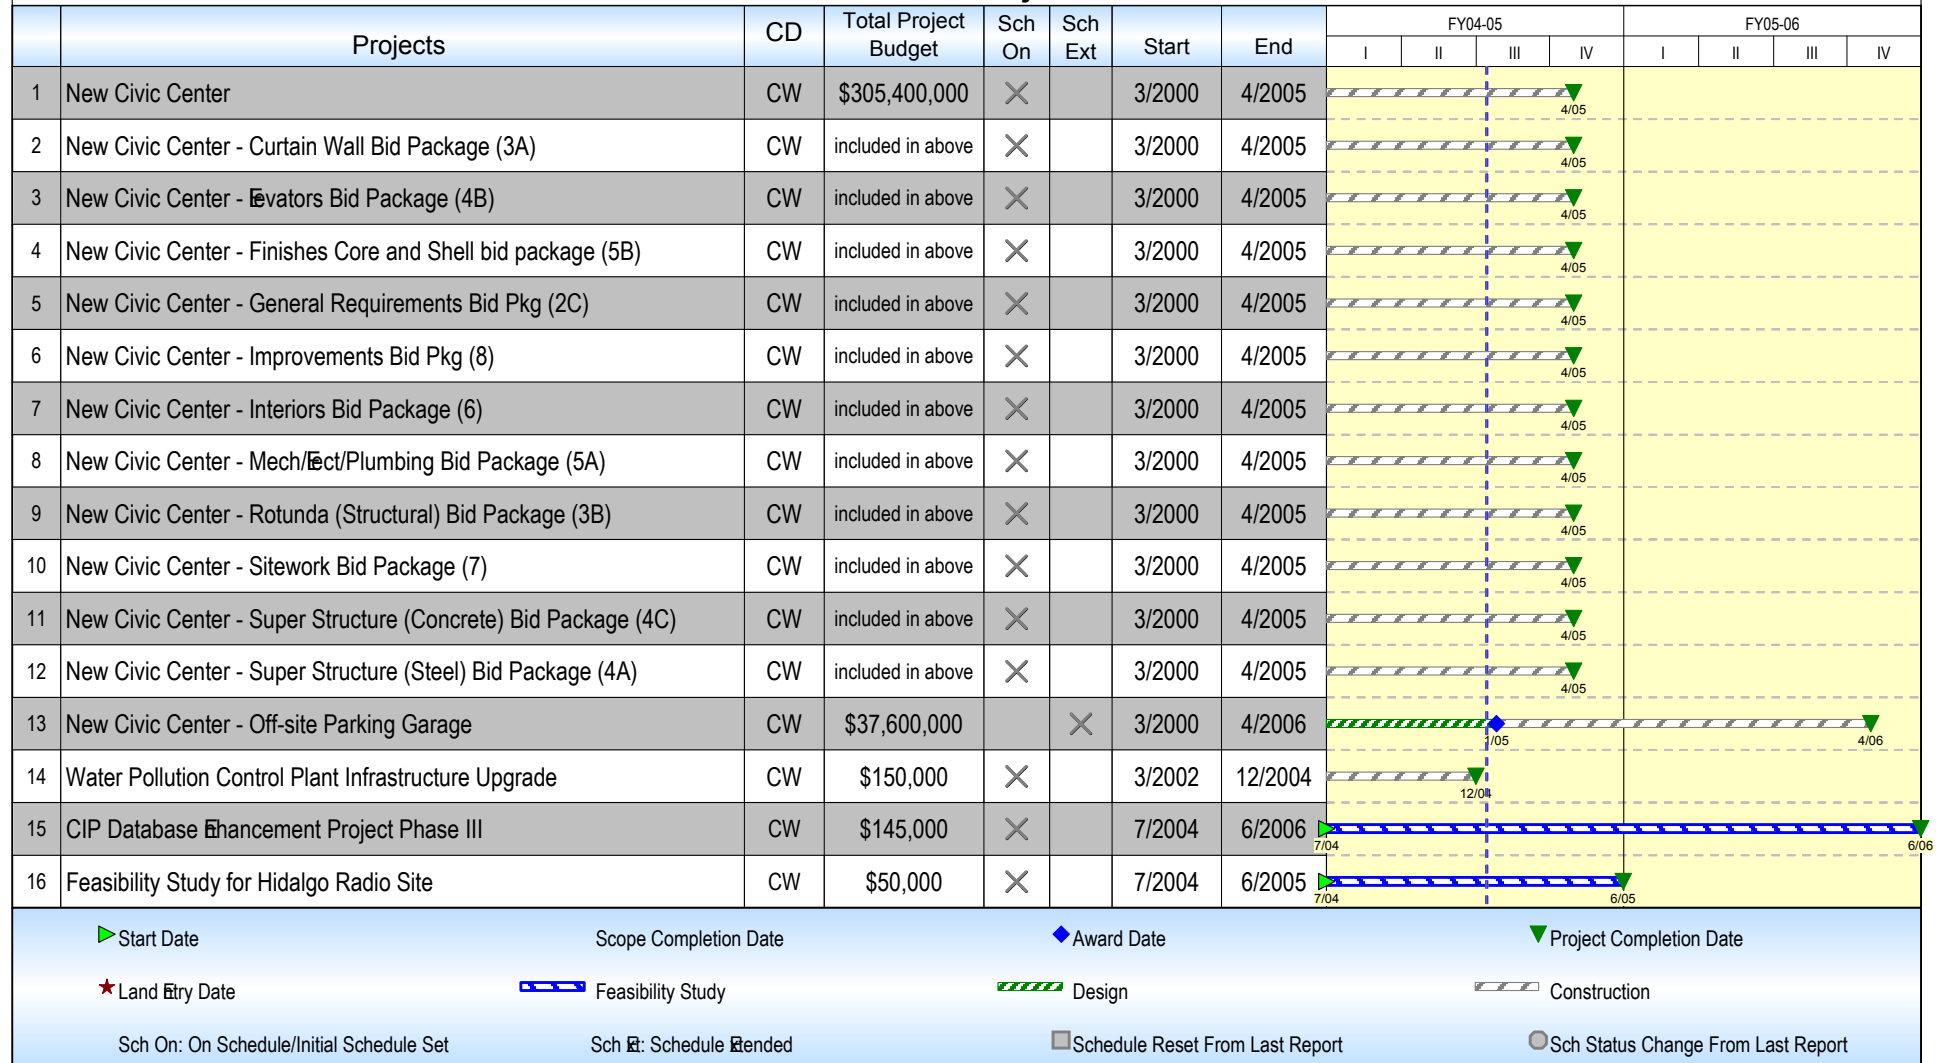 Projects CD Total Project Budget Sch On Sch Ext Start End FY04-05 FY05-06
I II III IV I II III IV
1 New Civic Center CW $305,400,000 3/2000 4/2005 4/05
2 New Civic Center - Curtain Wall Bid Package (3A) CW included in above 3/2000 4/2005 4/05
3 New Civic Center - Elevators Bid Package (4B) CW included in above 3/2000 4/2005 4/05
4 New Civic Center - Finishes Core and Shell bid package (5B) CW included in above 3/2000 4/2005 4/05
5 New Civic Center - General Requirements Bid Pkg (2C) CW included in above 3/2000 4/2005 4/05
6 New Civic Center - Improvements Bid Pkg (8) CW included in above 3/2000 4/2005 4/05
7 New Civic Center - Interiors Bid Package (6) CW included in above 3/2000 4/2005 4/05
8 New Civic Center - Mech/Elect/Plumbing Bid Package (5A) CW included in above 3/2000 4/2005 4/05
9 New Civic Center - Rotunda (Structural) Bid Package (3B) CW included in above 3/2000 4/2005 4/05
10 New Civic Center - Sitework Bid Package (7) CW included in above 3/2000 4/2005 4/05
11 New Civic Center - Super Structure (Concrete) Bid Package (4C) CW included in above 3/2000 4/2005 4/05
12 New Civic Center - Super Structure (Steel) Bid Package (4A) CW included in above 3/2000 4/2005 4/05
13 New Civic Center - Off-site Parking Garage CW $37,600,000 3/2000 4/2006 1/05 4/06
14 Water Pollution Control Plant Infrastructure Upgrade CW $150,000 3/2002 12/2004 12/04
15 CIP Database Enhancement Project Phase III CW $145,000 7/2004 6/2006 7/04 6/06
16 Feasibility Study for Hidalgo Radio Site CW $50,000 7/2004 6/2005 7/04 6/05
Start Date Scope Completion Date Award Date Project Completion Date
Land Entry Date Feasibility Study Design Construction
Sch On: On Schedule/Initial Schedule Set Sch Ext: Schedule Extended Schedule Reset From Last Report Sch Status Change From Last Report